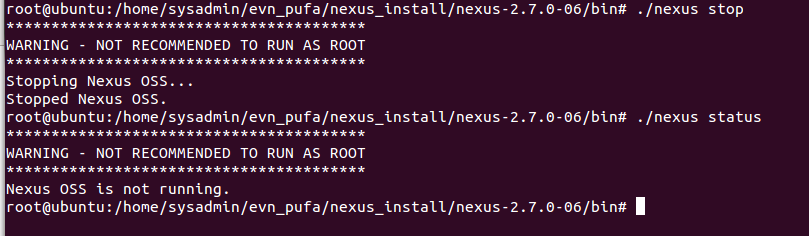 root@ubuntu:/home/sysadmin/evn_pufa/nexus_install/nexus-2.7.0-06/bin# ./nexus stop
****************************************
WARNING - NOT RECOMMENDED TO RUN AS ROOT
****************************************
Stopping Nexus OSS...
Stopped Nexus OSS.
root@ubuntu:/home/sysadmin/evn_pufa/nexus_install/nexus-2.7.0-06/bin# ./nexus status
****************************************
WARNING - NOT RECOMMENDED TO RUN AS ROOT
****************************************
Nexus OSS is not running.
root@ubuntu:/home/sysadmin/evn_pufa/nexus_install/nexus-2.7.0-06/bin#